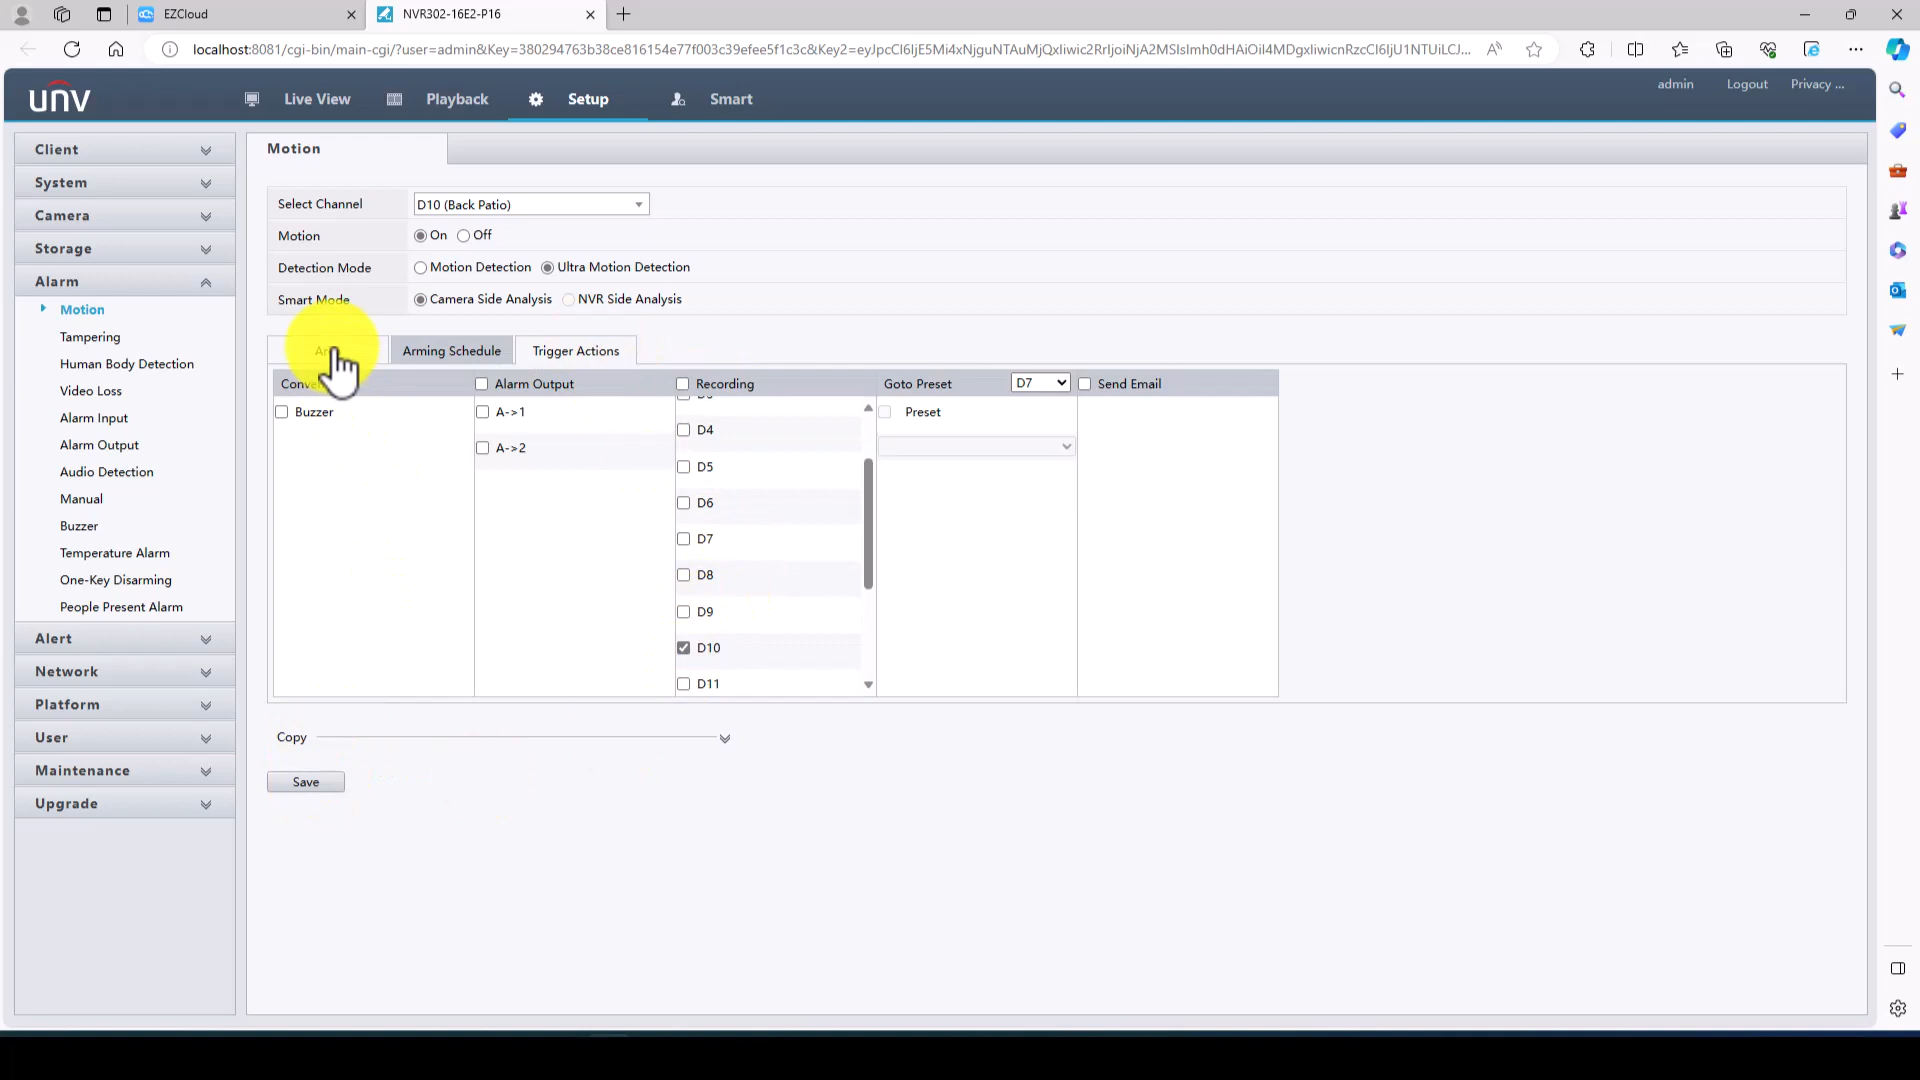 EZCloud
NVR302-16E2-P16
localhost:8081/cgi-bin/main-cgi/?user=admin&Key=380294763b38ce816154e77f003c39efee5f1c3c&Key2=eyJpcCI6IjE5Mi4xNjguNTAuMjQxIiwic2RrIjoiNjA2MSIsImh0dHAiOiI4MDgxIiwicnRzcCI6IjU1NTUiLCJ...
unv
Live View
Playback
Setup
Smart
admin
Logout
Privacy ...
Client
System
Camera
Storage
Alarm
Motion
Tampering
Human Body Detection
Video Loss
Alarm Input
Alarm Output
Audio Detection
Manual
Buzzer
Temperature Alarm
One-Key Disarming
People Present Alarm
Alert
Network
Platform
User
Maintenance
Upgrade
Motion
Select Channel D10 (Back Patio)
Motion On Off
Detection Mode Motion Detection Ultra Motion Detection
Smart Mode Camera Side Analysis NVR Side Analysis
Arming Schedule Trigger Actions
Alarm Output Recording Goto Preset D7 Send Email
Buzzer A->1 Preset
A->2
D3
D4
D5
D6
D7
D8
D9
D10
D11
Copy
Save